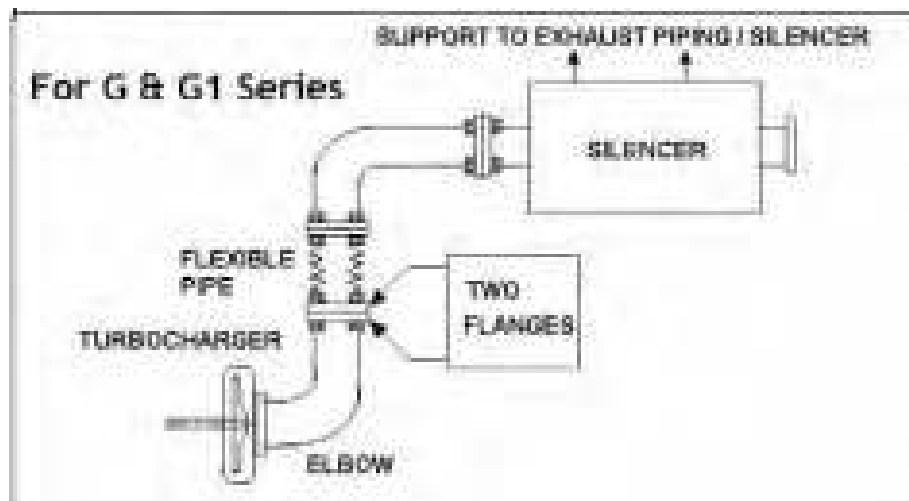 SUPPORT TO EXHAUST PIPING / SILENCER
For G & G1 Series
SILENCER
FLEXIBLE
PIPE
TWO
FLANGES
TURBOCHARGER
ELBOW